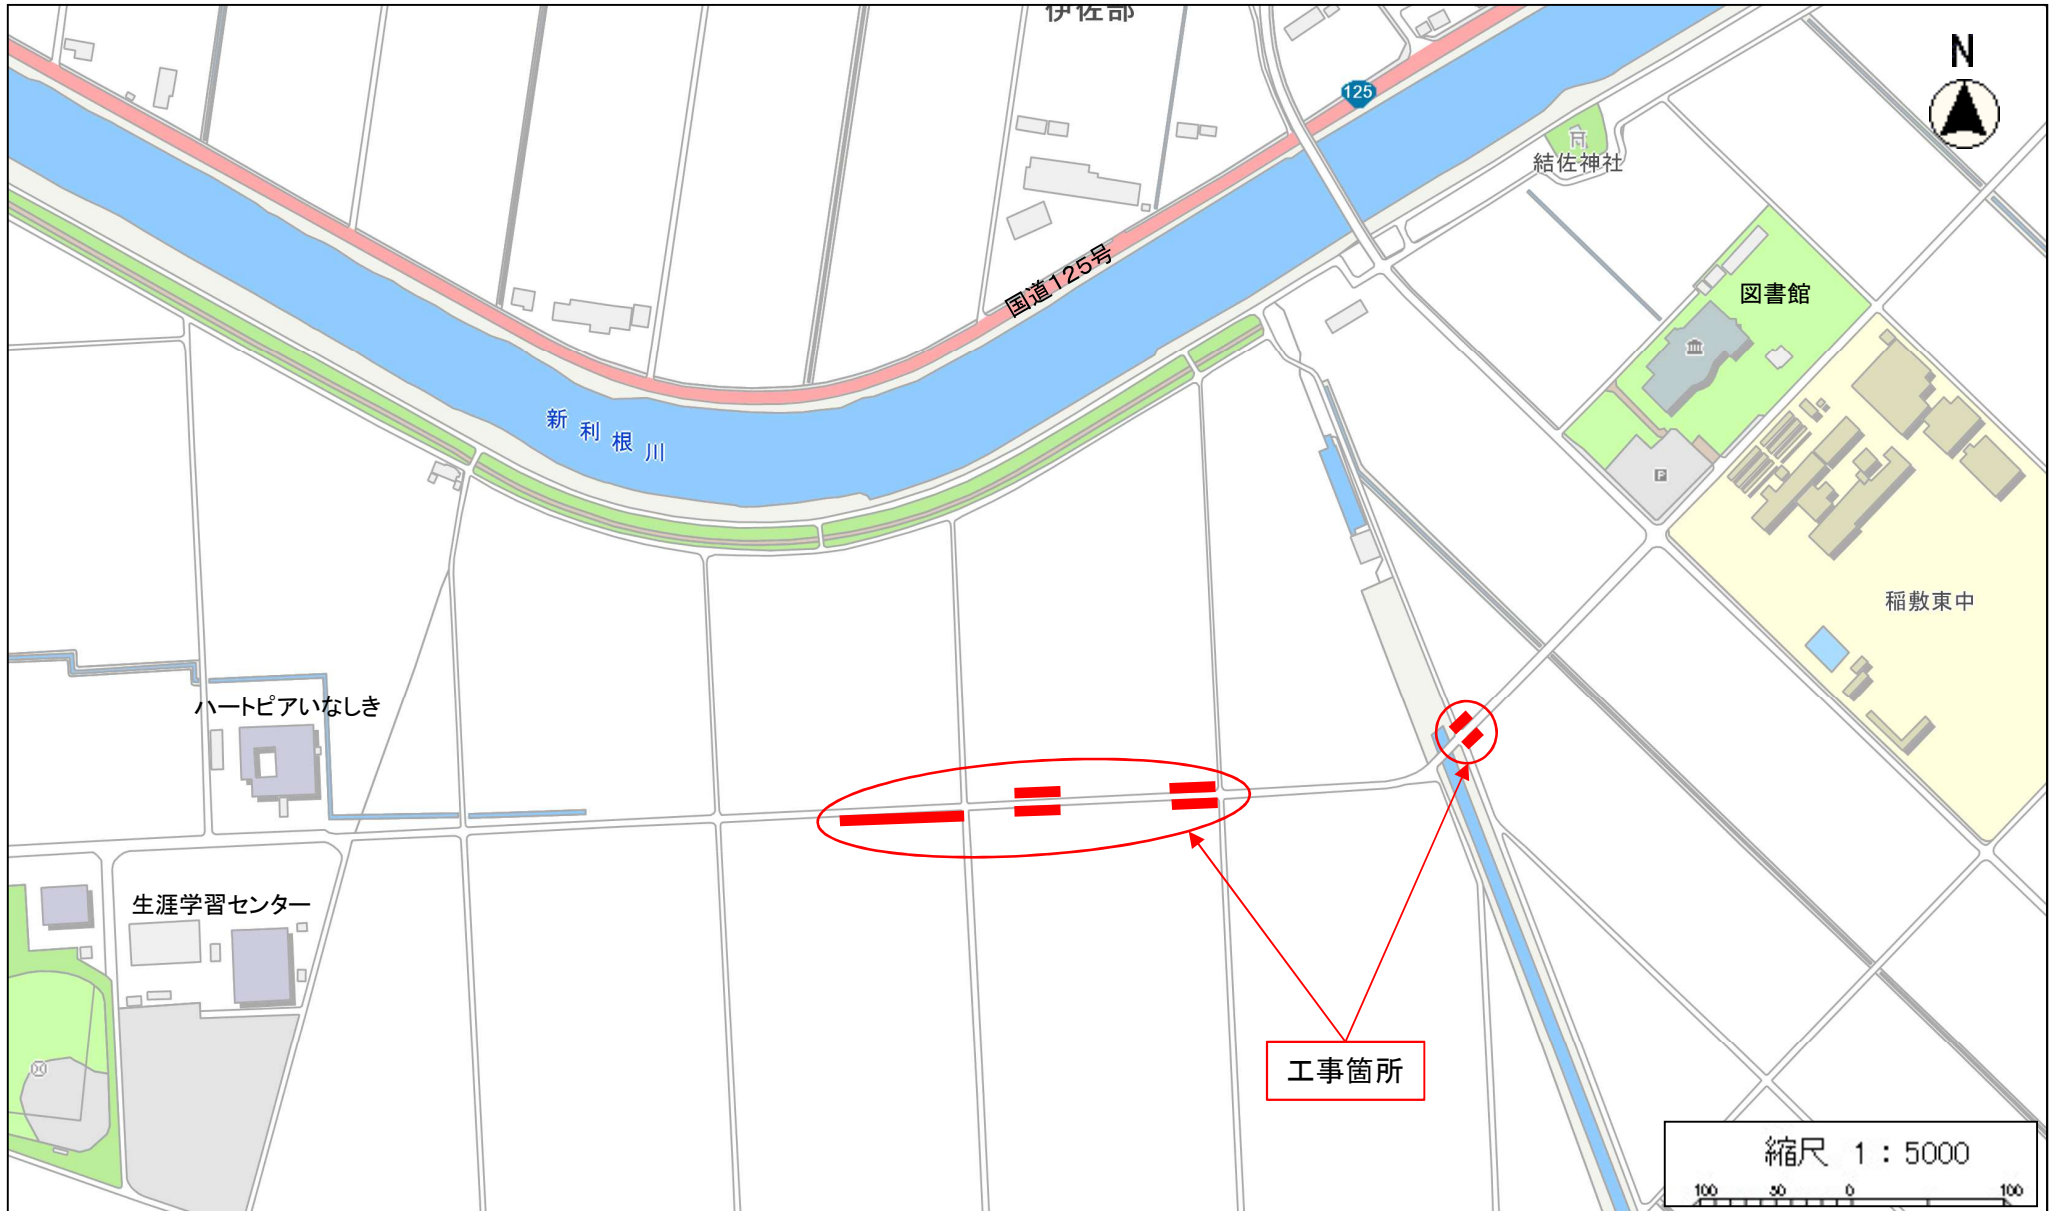 伊佐部
N
125
結佐神社
国道125号
図書館
新利根川
P
稲敷東中
ハートピアいなしき
生涯学習センター
工事箇所
縮尺 1:5000
100 50 0 100